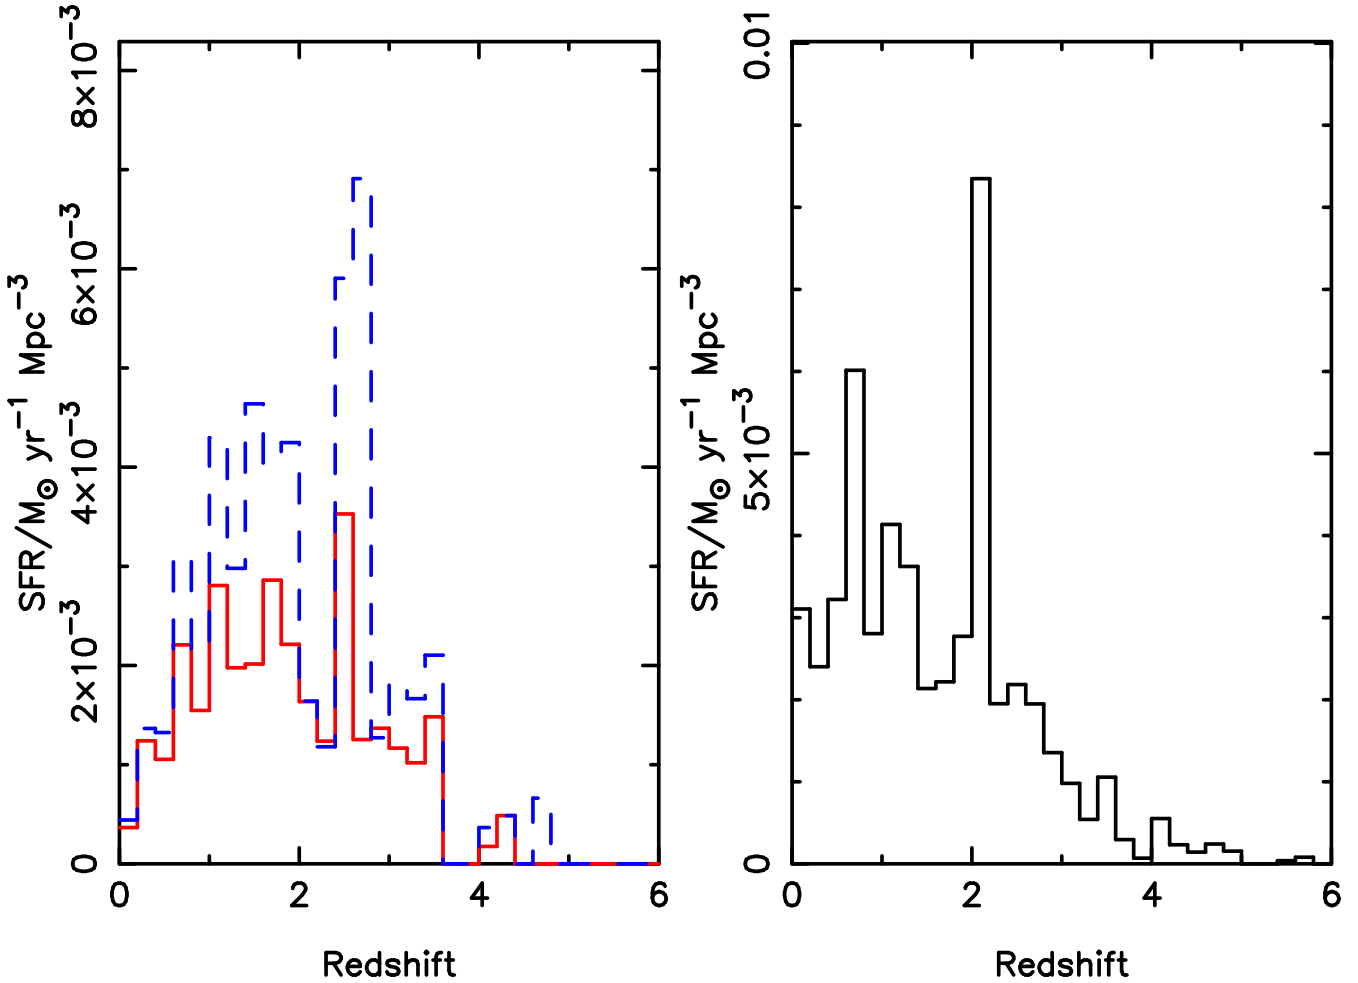 SFR/M⊙ yr⁻¹ Mpc⁻³
8×10⁻³
6×10⁻³
4×10⁻³
2×10⁻³
0
0 2 4 6
Redshift
SFR/M⊙ yr⁻¹ Mpc⁻³
0.01
5×10⁻³
0
0 2 4 6
Redshift